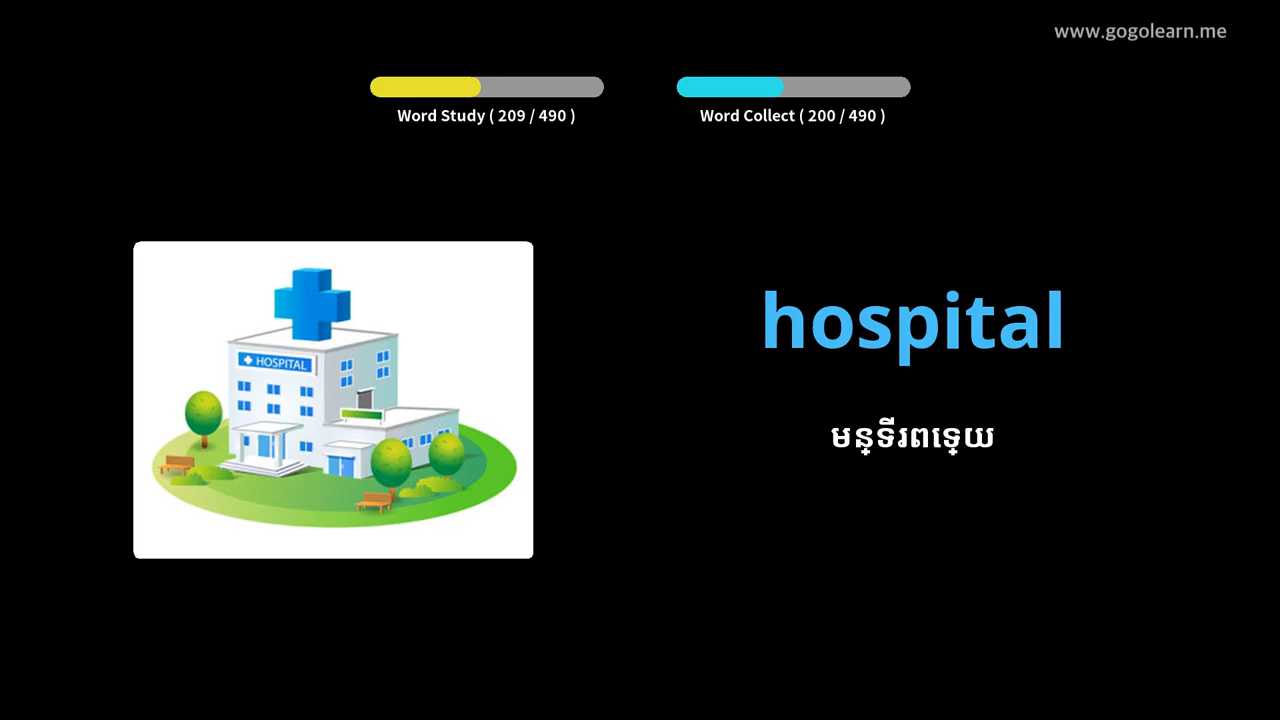 www.gogolearn.me
Word Study ( 209 / 490 )
Word Collect ( 200 / 490 )
HOSPITAL
hospital
មន្ទីរពេទ្យ